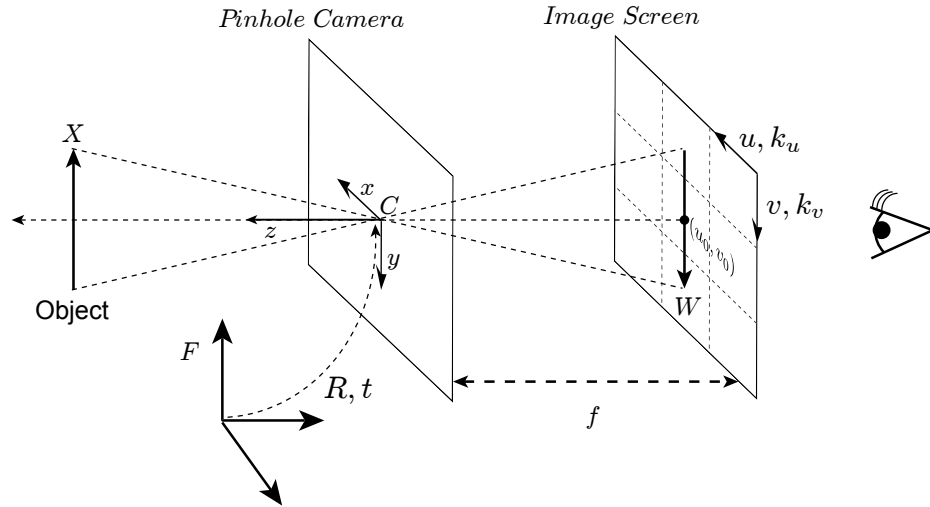 Pinhole Camera
Image Screen
X
u, k_u
x
C
v, k_v
z
(u_0, v_0)
y
W
Object
F
R, t
f